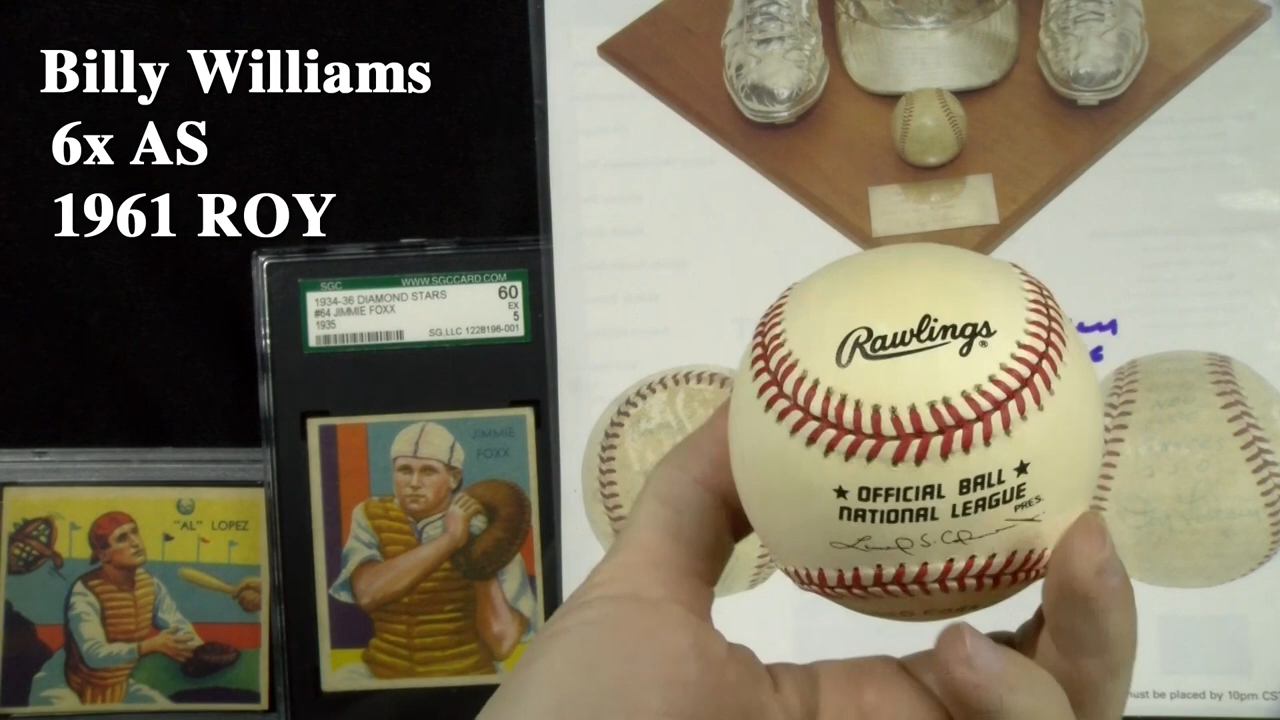 Billy Williams
6x AS
1961 ROY
SGC WWW.SGCCARD.COM
1934-36 DIAMOND STARS 60
#64 JIMMIE FOXX EX
1935 5
SG.LLC 1228196-001
JIMMIE
FOXX
"AL" LOPEZ
Rawlings®
★ OFFICIAL BALL ★
NATIONAL LEAGUE PRES.
must be placed by 10pm CS